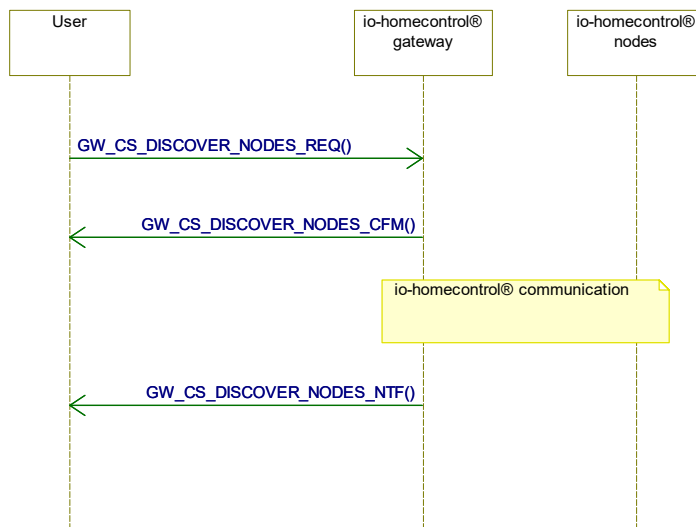 User
io-homecontrol®
gateway
io-homecontrol®
nodes
GW_CS_DISCOVER_NODES_REQ()
GW_CS_DISCOVER_NODES_CFM()
io-homecontrol® communication
GW_CS_DISCOVER_NODES_NTF()